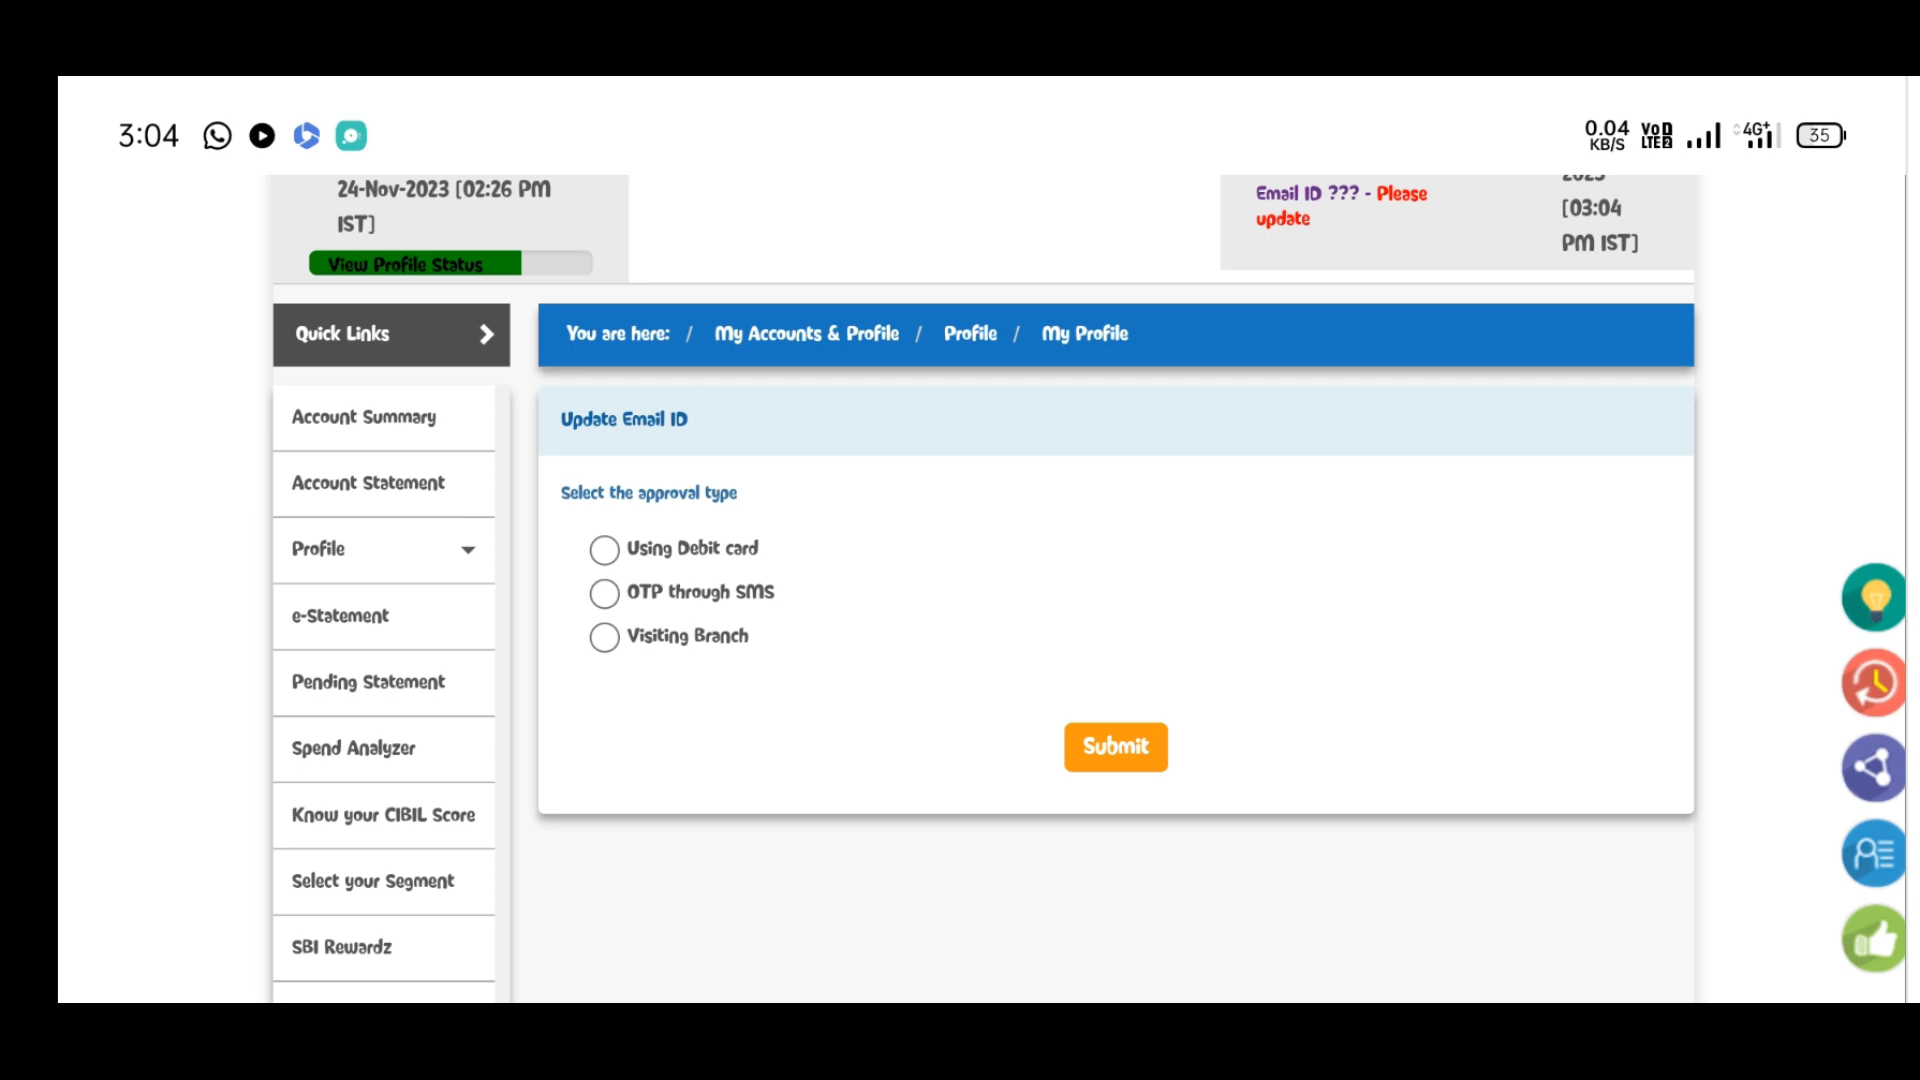 3:04
0.04
KB/S
VoD
LTE2
4G+
35
24-Nov-2023 [02:26 PM
IST]
View Profile Status
Email ID ??? - Please
update
2023
[03:04
PM IST]
Quick Links
You are here: / My Accounts & Profile / Profile / My Profile
Account Summary
Account Statement
Profile
e-Statement
Pending Statement
Spend Analyzer
Know your CIBIL Score
Select your Segment
SBI Rewardz
Update Email ID
Select the approval type
Using Debit card
OTP through SMS
Visiting Branch
Submit